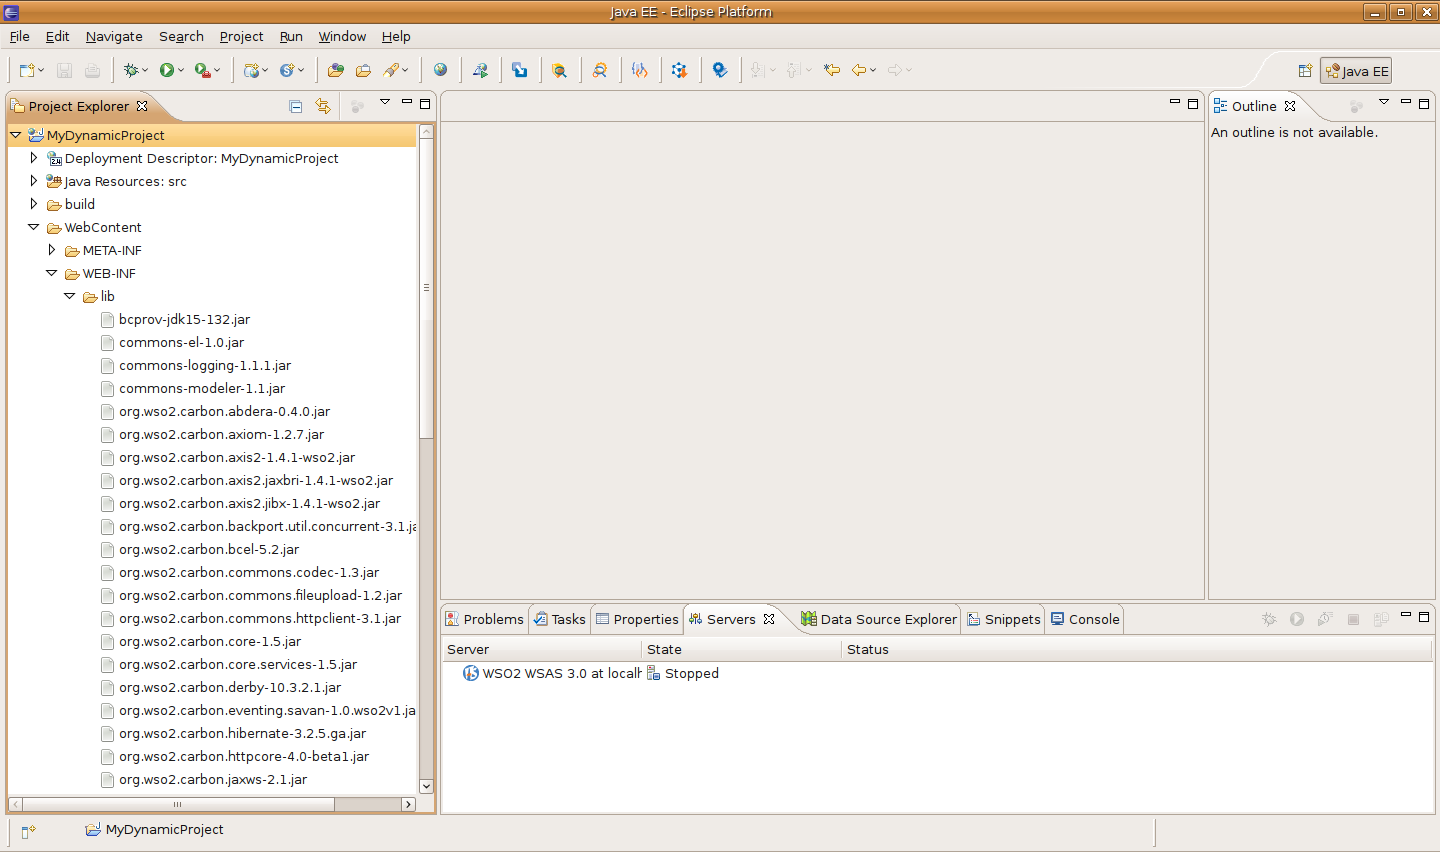 Java EE - Eclipse Platform
File Edit Navigate Search Project Run Window Help
Java EE
Project Explorer
MyDynamicProject
Deployment Descriptor: MyDynamicProject
Java Resources: src
build
WebContent
META-INF
WEB-INF
lib
bcprov-jdk15-132.jar
commons-el-1.0.jar
commons-logging-1.1.1.jar
commons-modeler-1.1.jar
org.wso2.carbon.abdera-0.4.0.jar
org.wso2.carbon.axiom-1.2.7.jar
org.wso2.carbon.axis2-1.4.1-wso2.jar
org.wso2.carbon.axis2.jaxbri-1.4.1-wso2.jar
org.wso2.carbon.axis2.jibx-1.4.1-wso2.jar
org.wso2.carbon.backport.util.concurrent-3.1.ja
org.wso2.carbon.bcel-5.2.jar
org.wso2.carbon.commons.codec-1.3.jar
org.wso2.carbon.commons.fileupload-1.2.jar
org.wso2.carbon.commons.httpclient-3.1.jar
org.wso2.carbon.core-1.5.jar
org.wso2.carbon.core.services-1.5.jar
org.wso2.carbon.derby-10.3.2.1.jar
org.wso2.carbon.eventing.savan-1.0.wso2v1.ja
org.wso2.carbon.hibernate-3.2.5.ga.jar
org.wso2.carbon.httpcore-4.0-beta1.jar
org.wso2.carbon.jaxws-2.1.jar
Outline
An outline is not available.
Problems Tasks Properties Servers Data Source Explorer Snippets Console
Server State Status
WSO2 WSAS 3.0 at localh Stopped
MyDynamicProject